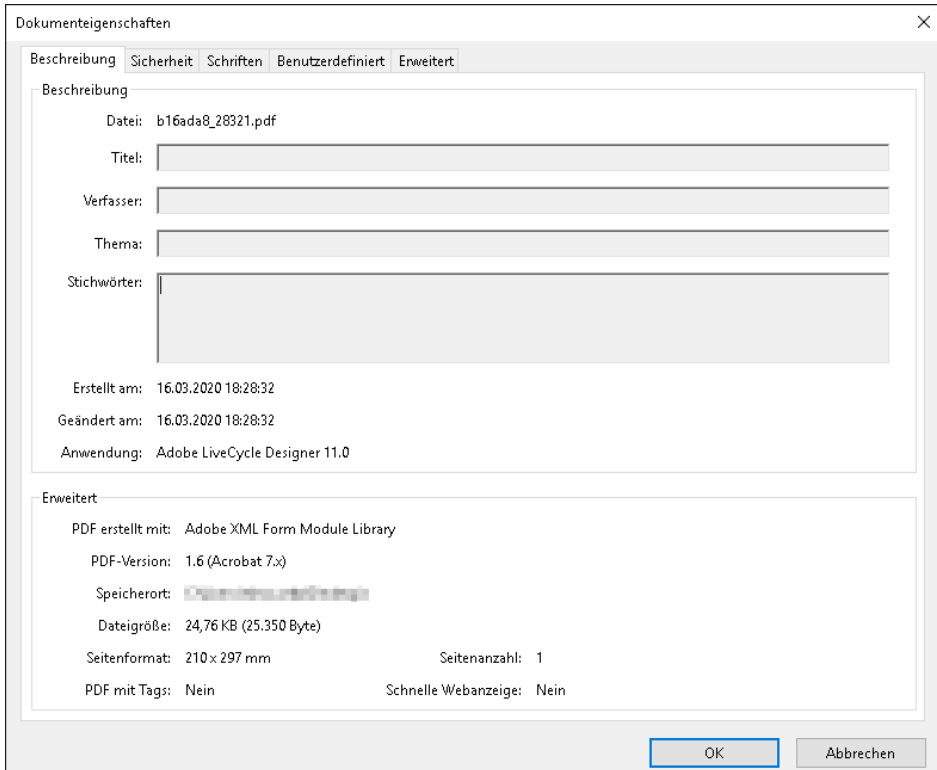 Dokumenteigenschaften
Beschreibung Sicherheit Schriften Benutzerdefiniert Erweitert
Beschreibung
Datei: b16ada8_28321.pdf
Titel:
Verfasser:
Thema:
Stichwörter:
Erstellt am: 16.03.2020 18:28:32
Geändert am: 16.03.2020 18:28:32
Anwendung: Adobe LiveCycle Designer 11.0
Erweitert
PDF erstellt mit: Adobe XML Form Module Library
PDF-Version: 1.6 (Acrobat 7.x)
Speicherort:
Dateigröße: 24,76 KB (25.350 Byte)
Seitenformat: 210 x 297 mm Seitenanzahl: 1
PDF mit Tags: Nein Schnelle Webanzeige: Nein
OK Abbrechen